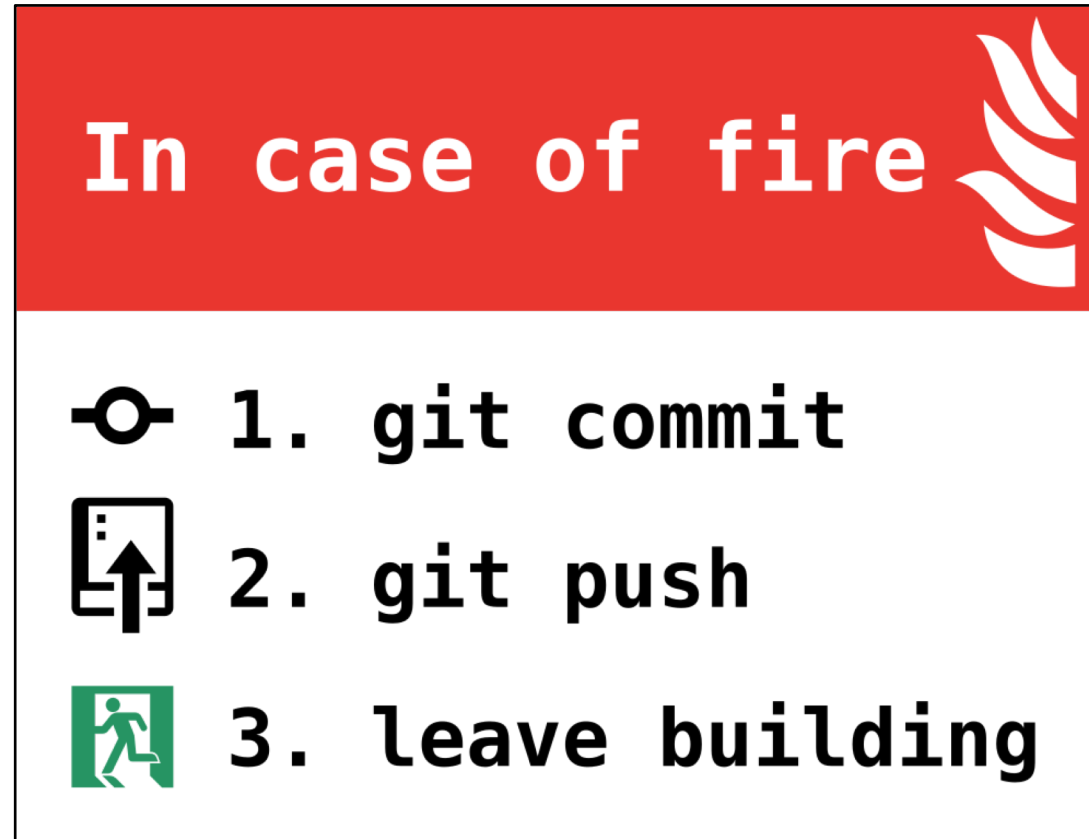 In case of fire
1. git commit
2. git push
3. leave building